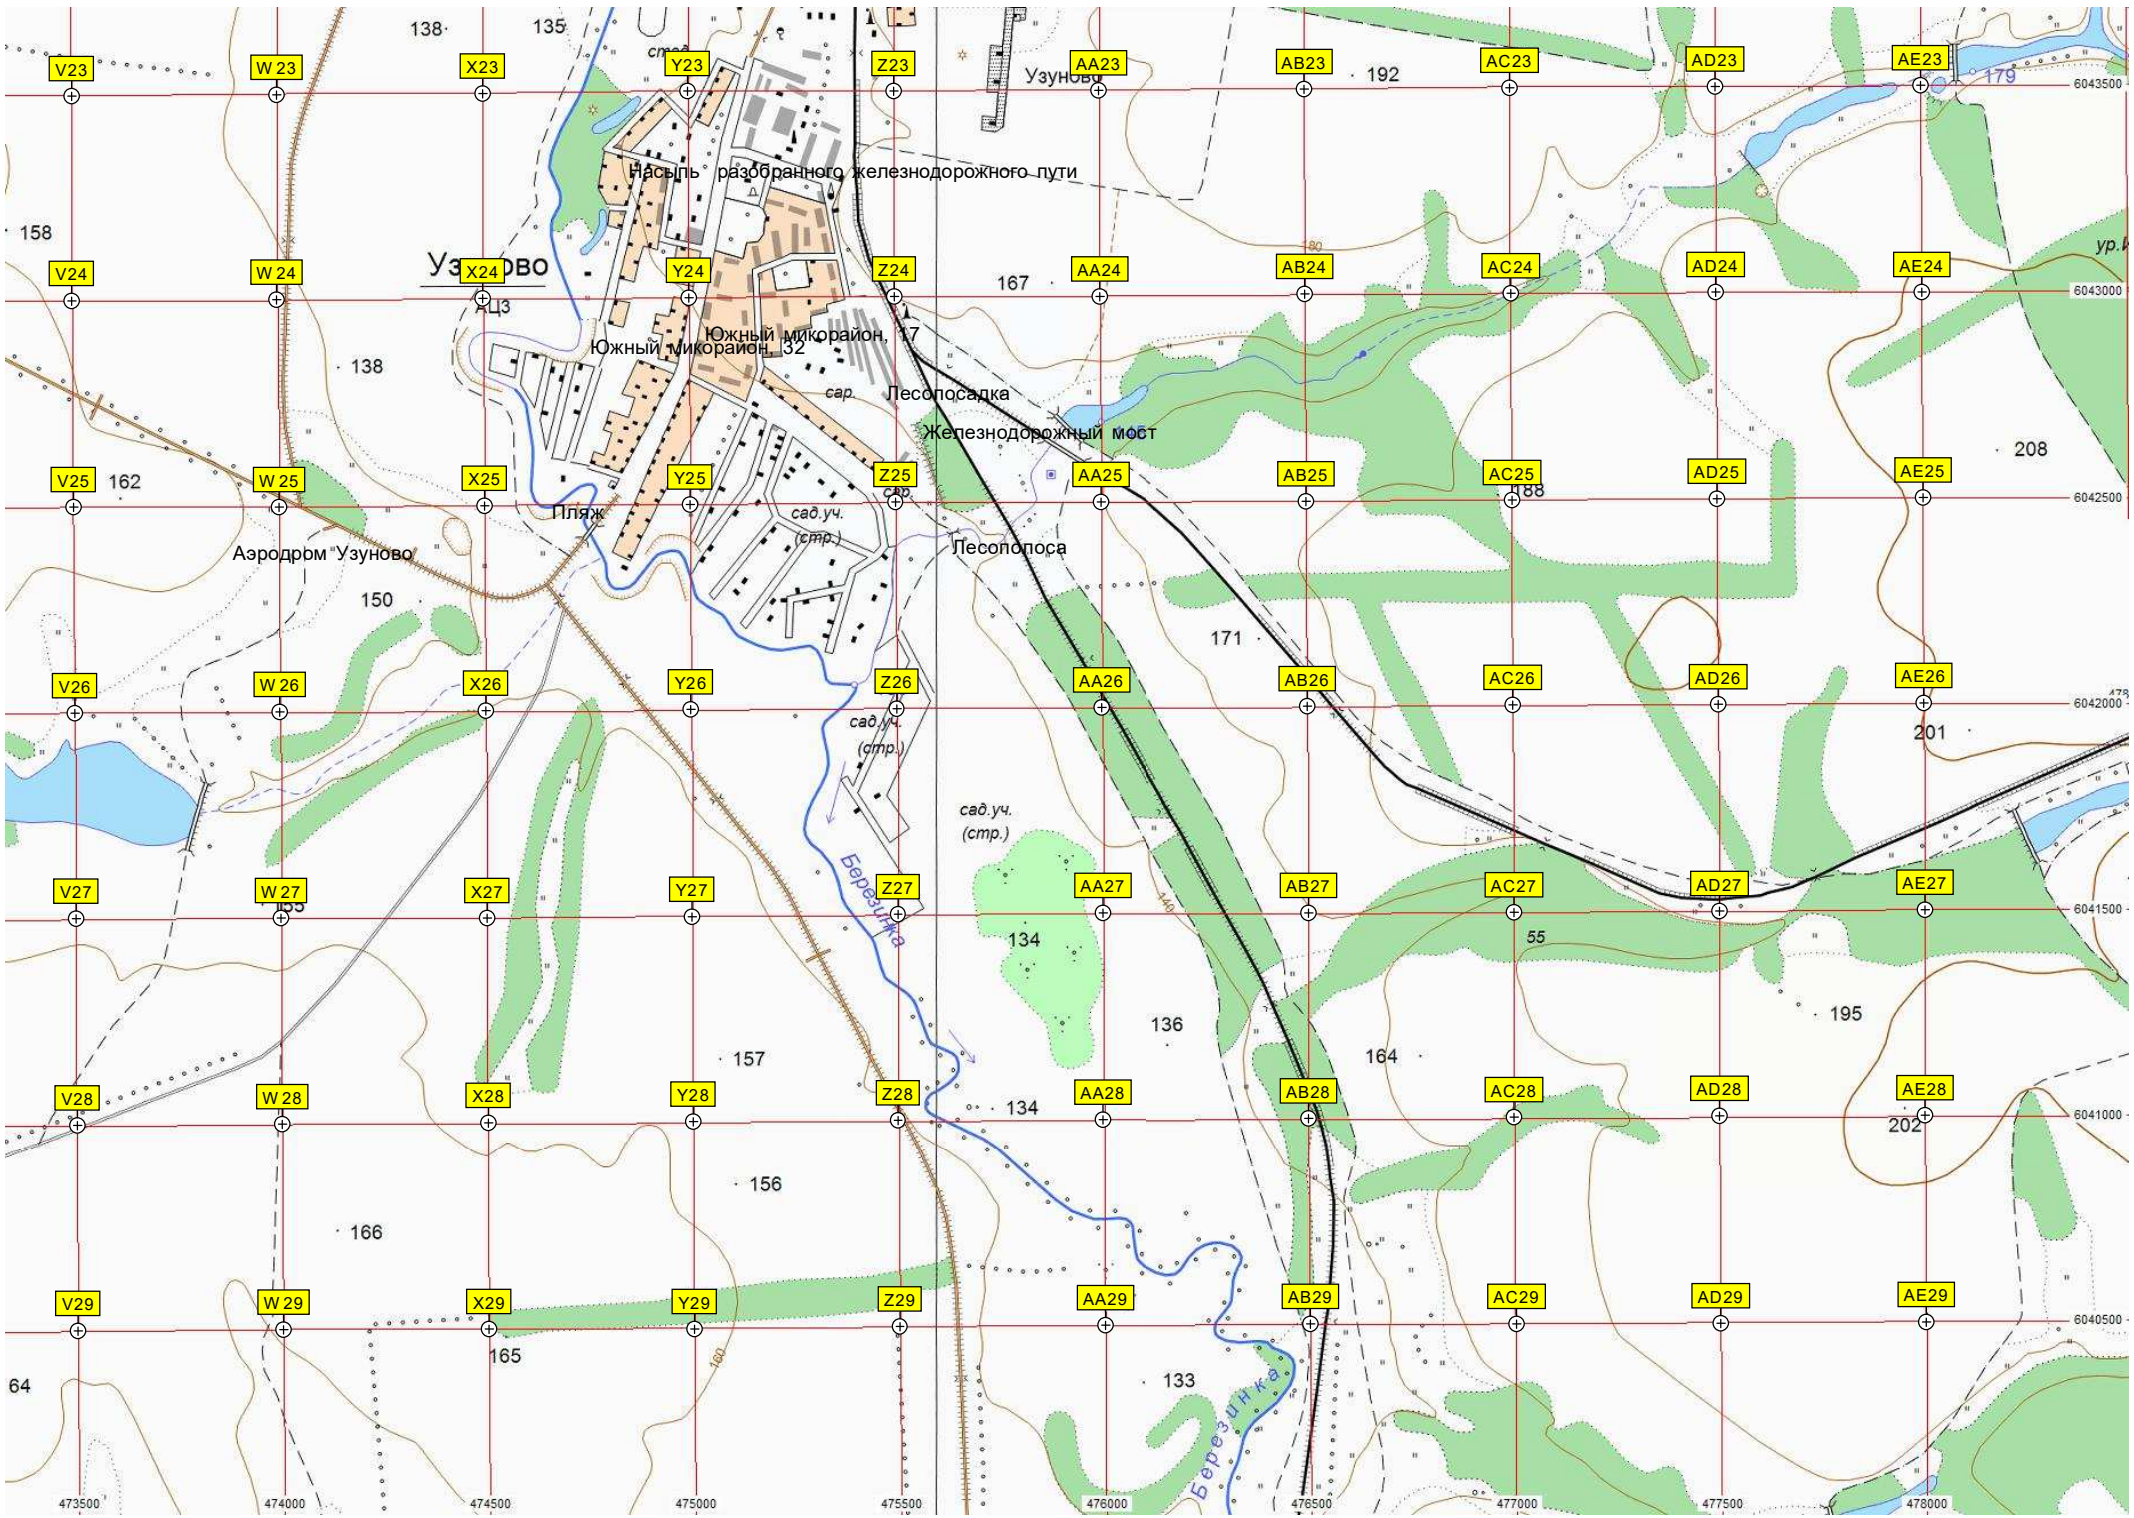 138
135
V23
W 23
X23
Y23
Z23
AA23
Узуново
AB23
192
AC23
AD23
AE23
179
6043500
Насыпь разобранного железнодорожного пути
158
180
V24
W 24
X24
Y24
Z24
167
AA24
AB24
AC24
AD24
AE24
6043000
АЦЗ
Южный микорайон, 17
Южный микорайон, 32
138
сар.
Лесопосадка
Железнодорожный мост
208
V25
162
W 25
X25
Y25
Z25
сар.
AA25
AB25
AC25
188
AD25
AE25
6042500
Пляж
сад.уч.
(стр.)
Аэродром "Узуново"
Лесополоса
150
171
V26
W 26
X26
Y26
Z26
AA26
AB26
AC26
AD26
AE26
6042000
сад.уч.
(стр.)
201
сад.уч.
(стр.)
Березинка
V27
W 27
X27
Y27
Z27
AA27
140
AB27
AC27
AD27
AE27
6041500
134
55
136
195
157
164
V28
W 28
X28
Y28
Z28
134
AA28
AB28
AC28
AD28
AE28
6041000
202
156
166
V29
W 29
X29
Y29
Z29
AA29
AB29
AC29
AD29
AE29
6040500
165
160
64
133
Березинка
473500
474000
474500
475000
475500
476000
476500
477000
477500
478000